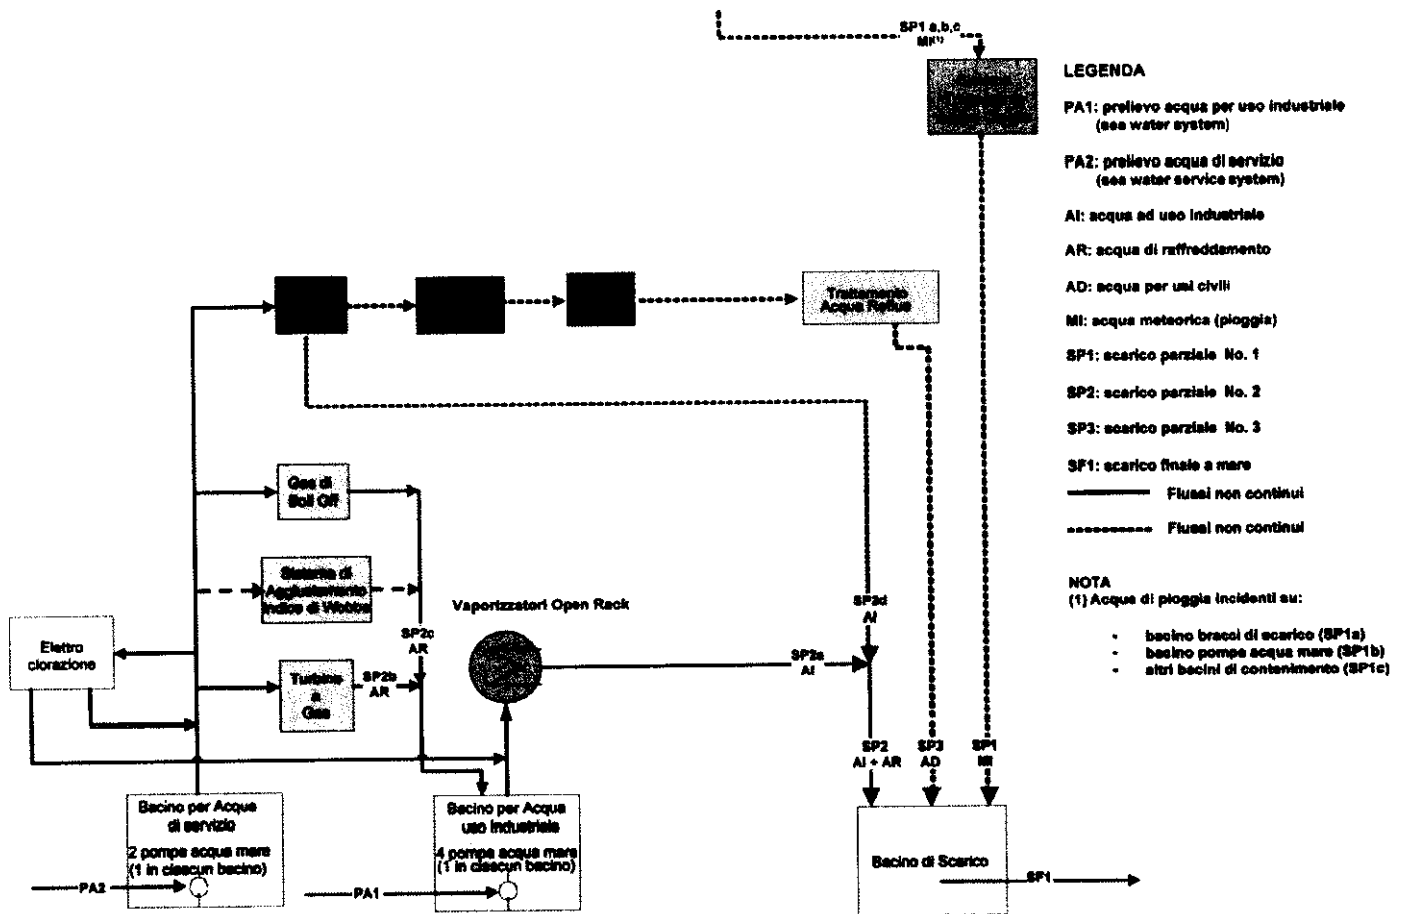 SP1 a,b,c
MI(1)
LEGENDA
PA1: prelievo acqua per uso industriale
(sea water system)
PA2: prelievo acqua di servizio
(sea water service system)
AI: acqua ad uso industriale
AR: acqua di raffreddamento
AD: acqua per usi civili
MI: acqua meteorica (pioggia)
SP1: scarico parziale No. 1
SP2: scarico parziale No. 2
SP3: scarico parziale No. 3
SF1: scarico finale a mare
Flussi non continui
Flussi non continui
NOTA
(1) Acque di pioggia incidenti su:
- bacino bracci di scarico (SP1a)
- bacino pompe acqua mare (SP1b)
- altri bacini di contenimento (SP1c)
Trattamento
Acqua Reflue
Gas di
Boil Off
Sistema di
Aggiustamento
Indice di Wobbe
Vaporizzatori Open Rack
Elettro
clorazione
Turbine
a
Gas
SP2b
AR
SP2c
AR
SP2d
AI
SP2a
AI
SP2
AI + AR
SP3
AD
SP1
MI
Bacino per Acque
di servizio
2 pompe acqua mare
(1 in ciascun bacino)
PA2
Bacino per Acqua
uso industriale
4 pompe acqua mare
(1 in ciascun bacino)
PA1
Bacino di Scarico
SF1